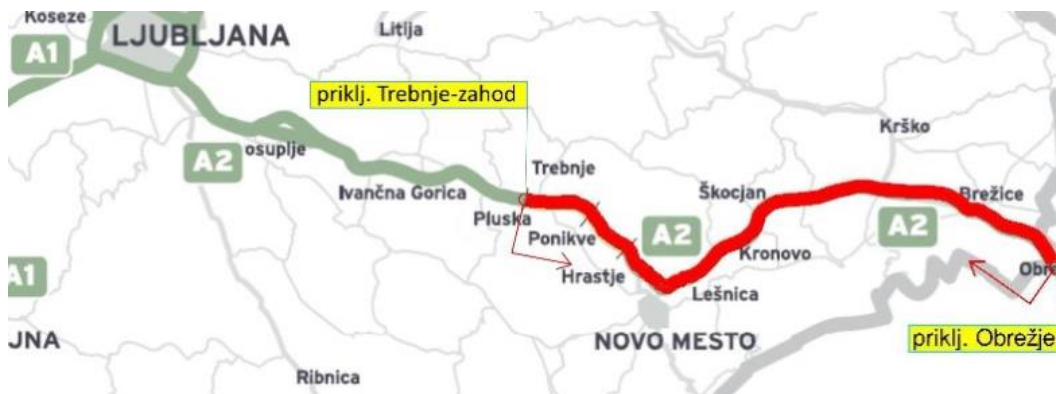 Koseze
LJUBLJANA
Litija
A1
priklj. Trebnje-zahod
Krško
A2
osuplje
Trebnje
Ivančna Gorica
Škocjan
Brežice
Pluska
Ponikve
A2
A2
Kronovo
Hrastje
Obre
A1
Lešnica
JNA
NOVO MESTO
priklj. Obrežje
Ribnica